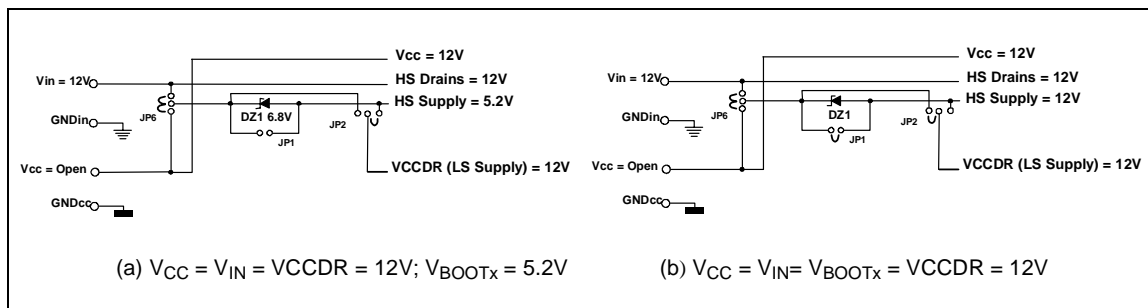 Vcc = 12V
Vin = 12V
HS Drains = 12V
HS Supply = 5.2V
JP6
DZ1 6.8V
JP2
GNDin
JP1
Vcc = Open
VCCDR (LS Supply) = 12V
GNDcc
(a) VCC = VIN = VCCDR = 12V; VBOOTx = 5.2V
Vcc = 12V
Vin = 12V
HS Drains = 12V
HS Supply = 12V
JP6
DZ1
JP2
GNDin
JP1
Vcc = Open
VCCDR (LS Supply) = 12V
GNDcc
(b) VCC = VIN= VBOOTx = VCCDR = 12V